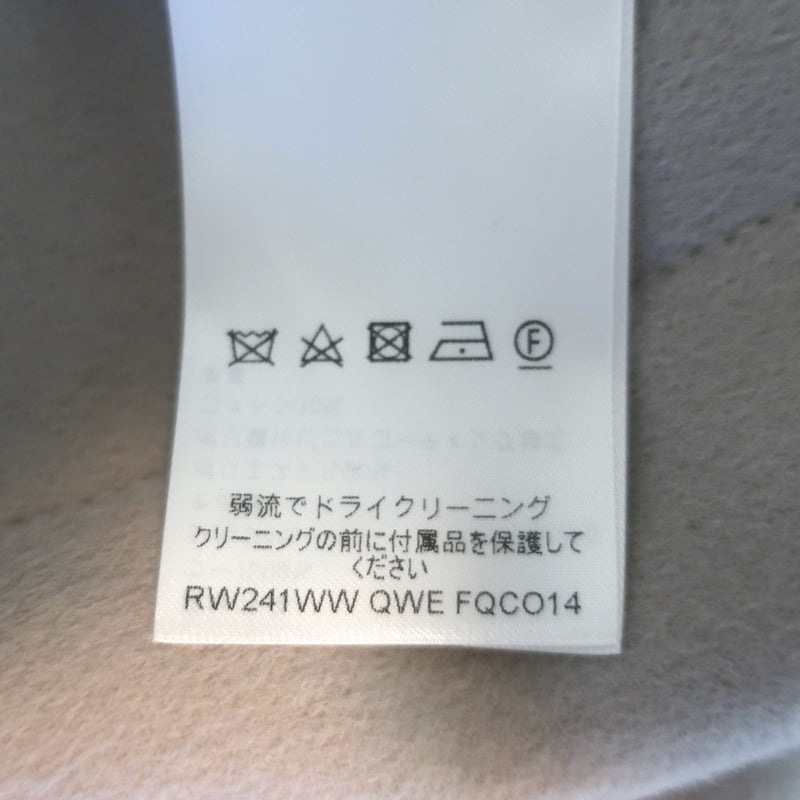 F
弱流でドライクリーニング
クリーニングの前に付属品を保護して
ください
RW241WW QWE FQCO14